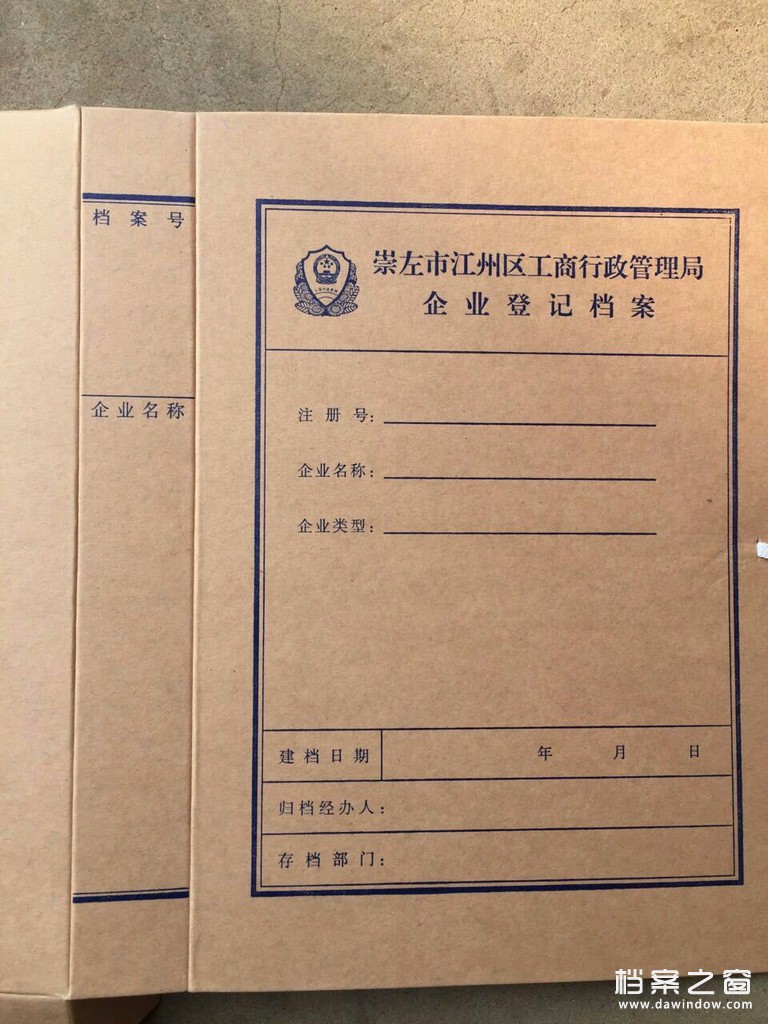 档案号
企业名称
崇左市江州区工商行政管理局
企业登记档案
注册号:
企业名称:
企业类型:
建档日期 年 月 日
归档经办人:
存档部门:
档案之窗
www.dawindow.com